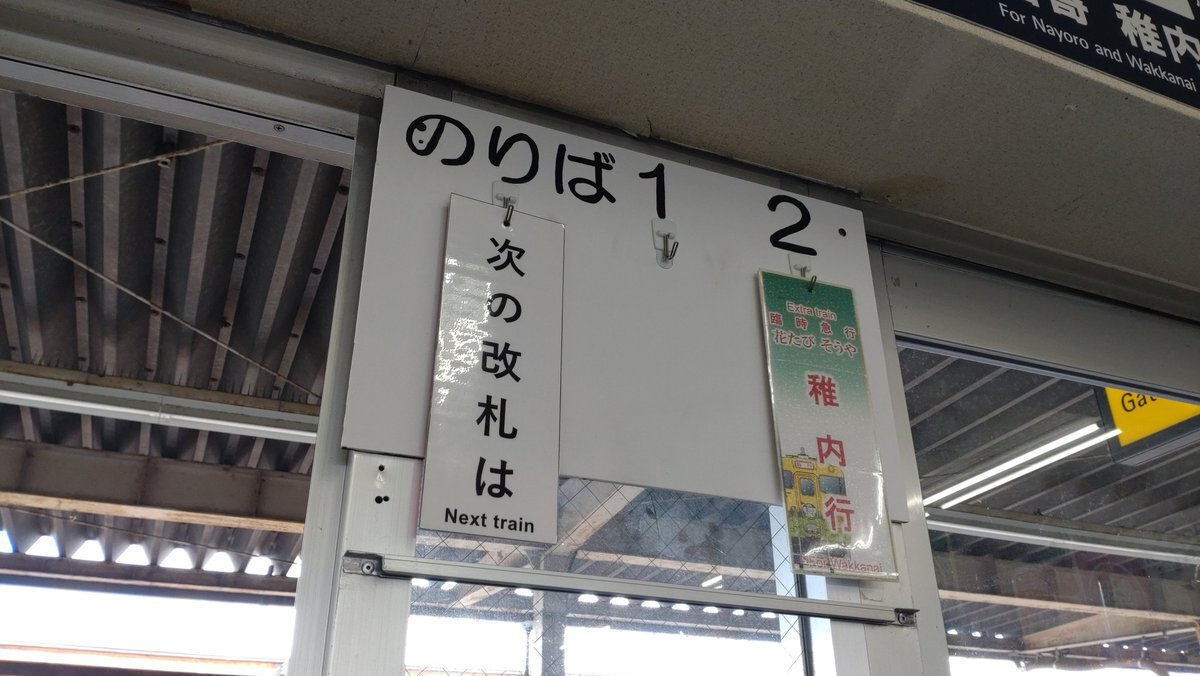 稚内
For Nayoro and Wakkanai
のりば 1 2
次の改札は
Next train
Extra train
臨時急行
花たび そうや
稚内行
For Wakkanai